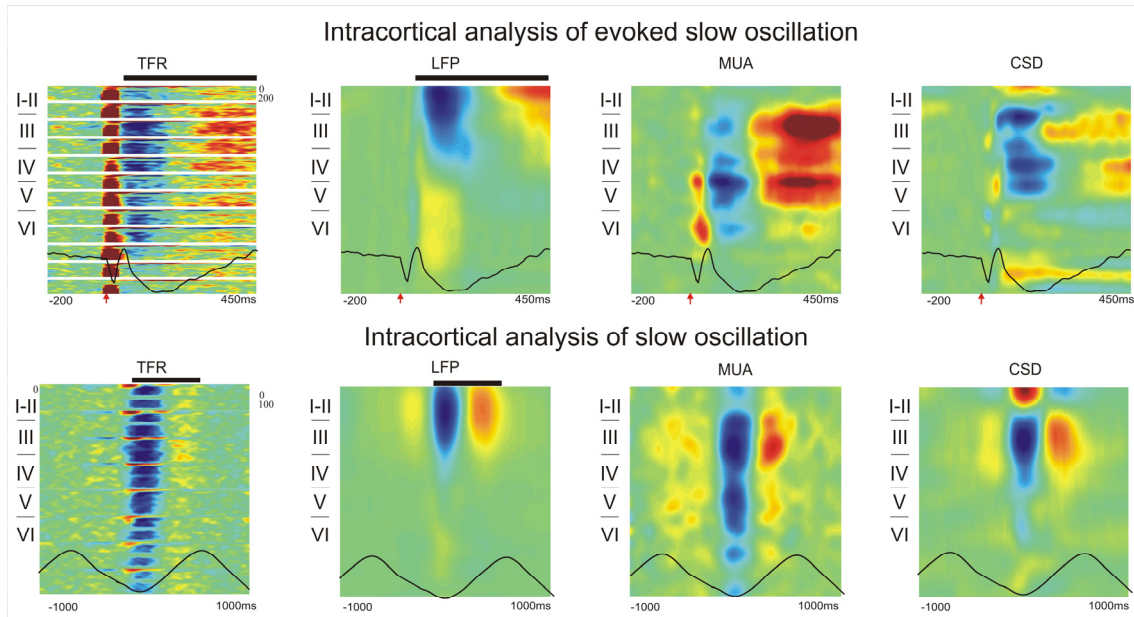 Intracortical analysis of evoked slow oscillation
TFR LFP MUA CSD
0
200
I-II I-II I-II I-II
III III III III
IV IV IV IV
V V V V
VI VI VI VI
-200 450ms -200 450ms -200 450ms -200 450ms
Intracortical analysis of slow oscillation
TFR LFP MUA CSD
0 0
100
I-II I-II I-II I-II
III III III III
IV IV IV IV
V V V V
VI VI VI VI
-1000 1000ms -1000 1000ms -1000 1000ms -1000 1000ms